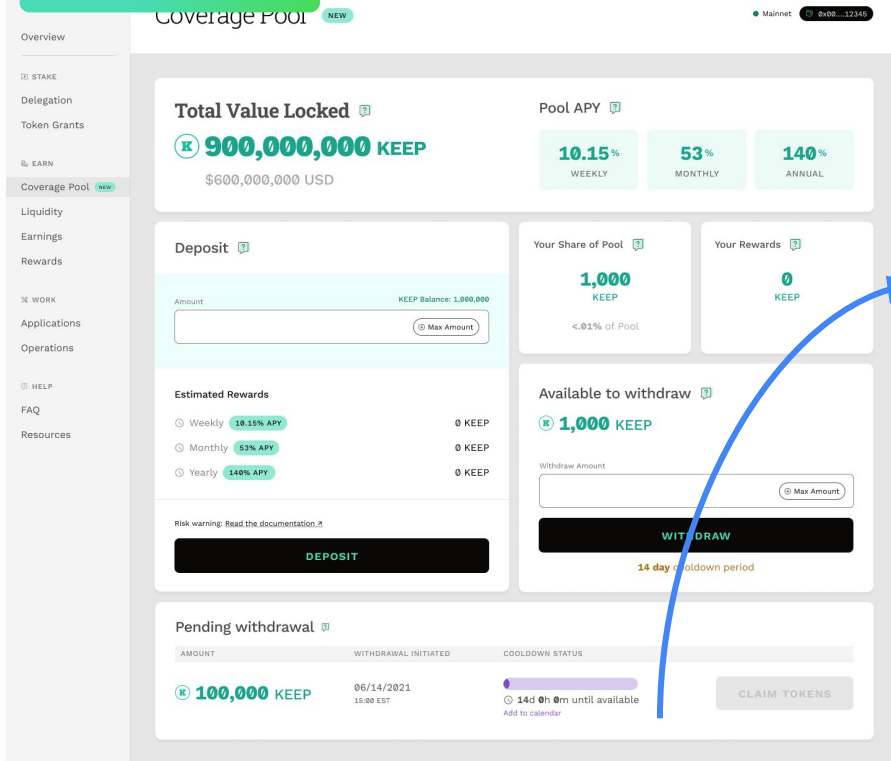 Coverage Pool NEW
Mainnet 0x00....12345
Overview
STAKE
Delegation
Token Grants
EARN
Coverage Pool NEW
Liquidity
Earnings
Rewards
WORK
Applications
Operations
HELP
FAQ
Resources
Total Value Locked ?
K 900,000,000 KEEP
$600,000,000 USD
Pool APY ?
10.15% 53% 140%
WEEKLY MONTHLY ANNUAL
Deposit ?
Amount KEEP Balance: 1,000,000
Max Amount
Estimated Rewards
Weekly 10.15% APY 0 KEEP
Monthly 53% APY 0 KEEP
Yearly 140% APY 0 KEEP
Risk warning: Read the documentation ↗
DEPOSIT
Your Share of Pool ?
1,000
KEEP
<.01% of Pool
Your Rewards ?
0
KEEP
Available to withdraw ?
K 1,000 KEEP
Withdraw Amount
Max Amount
WITHDRAW
14 day cooldown period
Pending withdrawal ?
AMOUNT WITHDRAWAL INITIATED COOLDOWN STATUS
K 100,000 KEEP
06/14/2021
15:00 EST
14d 0h 0m until available
Add to calendar
CLAIM TOKENS